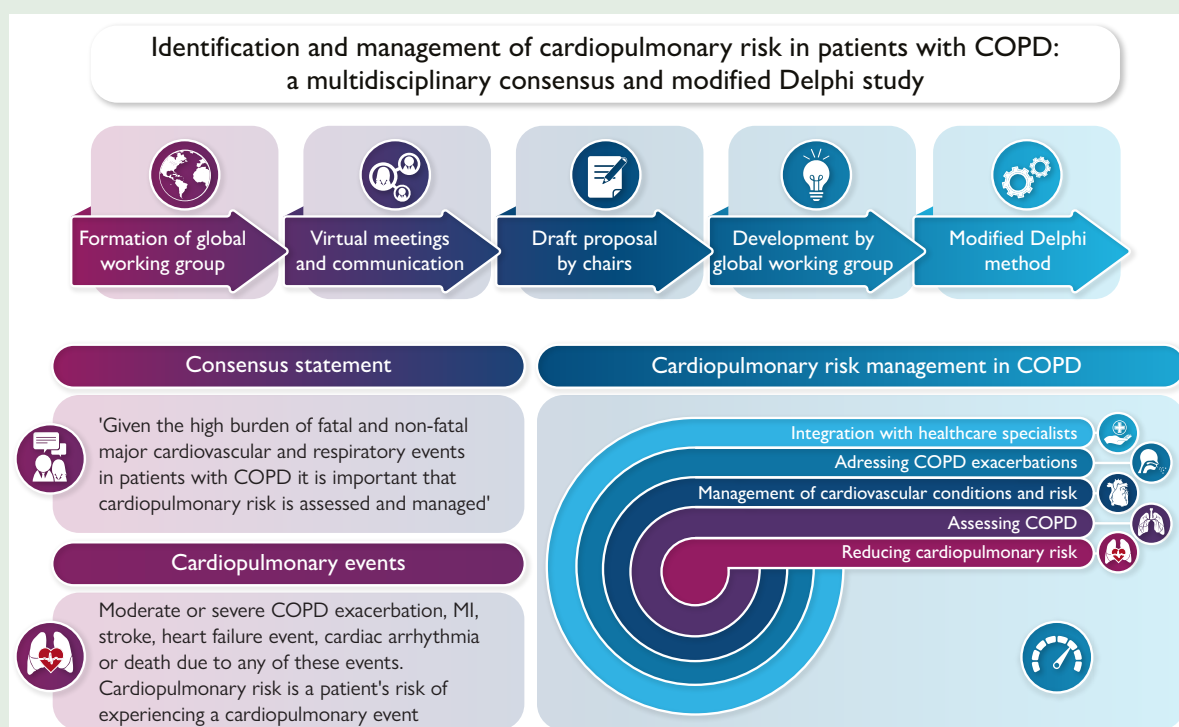 Identification and management of cardiopulmonary risk in patients with COPD:
a multidisciplinary consensus and modified Delphi study
Formation of global
working group
Virtual meetings
and communication
Draft proposal
by chairs
Development by
global working group
Modified Delphi
method
Consensus statement
'Given the high burden of fatal and non-fatal
major cardiovascular and respiratory events
in patients with COPD it is important that
cardiopulmonary risk is assessed and managed'
Cardiopulmonary events
Moderate or severe COPD exacerbation, MI,
stroke, heart failure event, cardiac arrhythmia
or death due to any of these events.
Cardiopulmonary risk is a patient's risk of
experiencing a cardiopulmonary event
Cardiopulmonary risk management in COPD
Integration with healthcare specialists
Adressing COPD exacerbations
Management of cardiovascular conditions and risk
Assessing COPD
Reducing cardiopulmonary risk